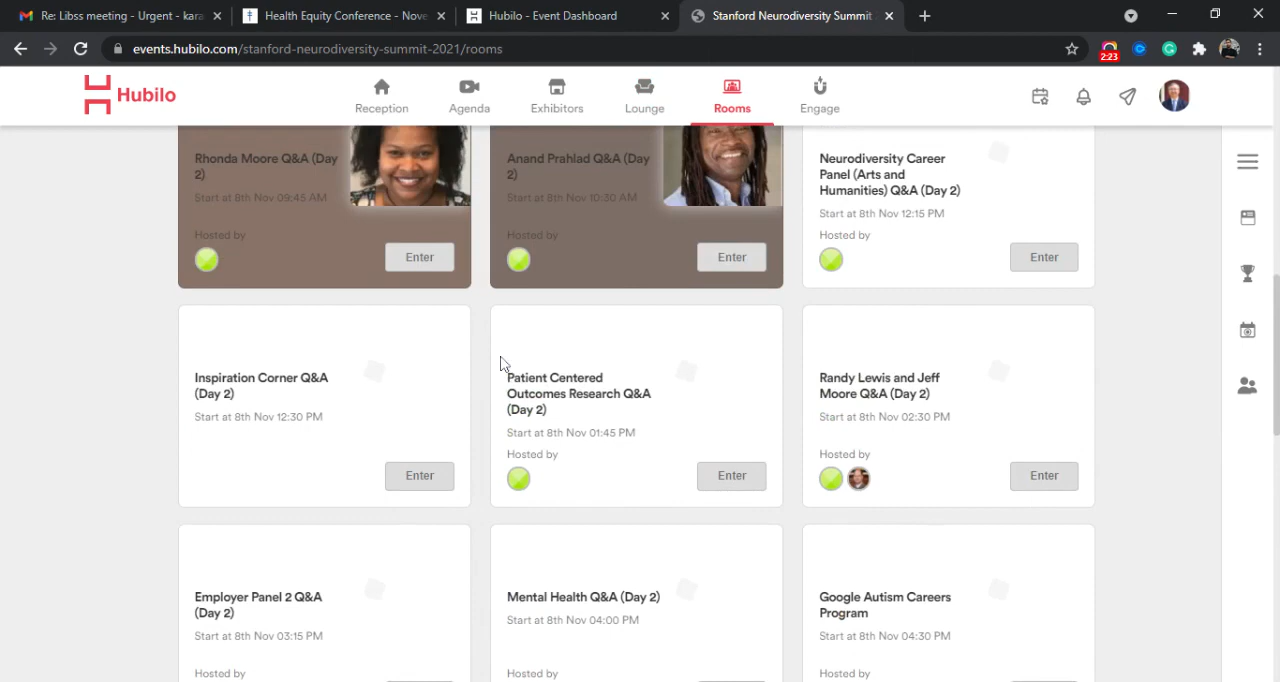 Re: Libss meeting - Urgent - kara
Health Equity Conference - Nove
Hubilo - Event Dashboard
Stanford Neurodiversity Summit
events.hubilo.com/stanford-neurodiversity-summit-2021/rooms
2:23
Hubilo
Reception
Agenda
Exhibitors
Lounge
Rooms
Engage
Rhonda Moore Q&A (Day
2)
Start at 8th Nov 09:45 AM
Hosted by
Enter
Anand Prahlad Q&A (Day
2)
Start at 8th Nov 10:30 AM
Hosted by
Enter
Neurodiversity Career
Panel (Arts and
Humanities) Q&A (Day 2)
Start at 8th Nov 12:15 PM
Hosted by
Enter
Inspiration Corner Q&A
(Day 2)
Start at 8th Nov 12:30 PM
Enter
Patient Centered
Outcomes Research Q&A
(Day 2)
Start at 8th Nov 01:45 PM
Hosted by
Enter
Randy Lewis and Jeff
Moore Q&A (Day 2)
Start at 8th Nov 02:30 PM
Hosted by
Enter
Employer Panel 2 Q&A
(Day 2)
Start at 8th Nov 03:15 PM
Hosted by
Mental Health Q&A (Day 2)
Start at 8th Nov 04:00 PM
Hosted by
Google Autism Careers
Program
Start at 8th Nov 04:30 PM
Hosted by